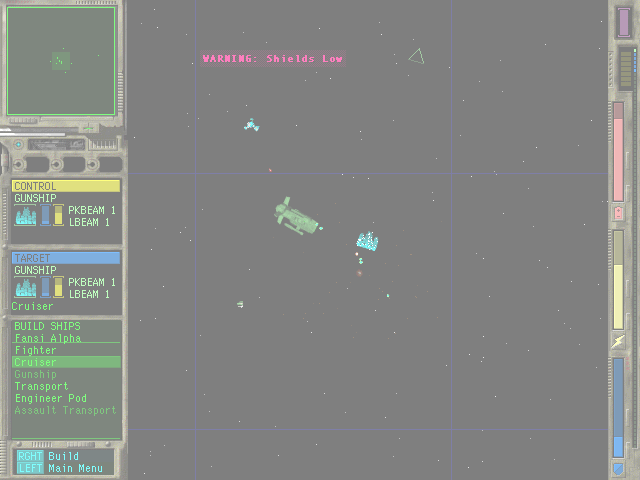 WARNING: Shields Low
CONTROL
GUNSHIP
PKBEAM 1
LBEAM 1
TARGET
GUNSHIP
PKBEAM 1
LBEAM 1
Cruiser
BUILD SHIPS
Fansi Alpha
Fighter
Cruiser
Gunship
Transport
Engineer Pod
Assault Transport
RGHT Build
LEFT Main Menu